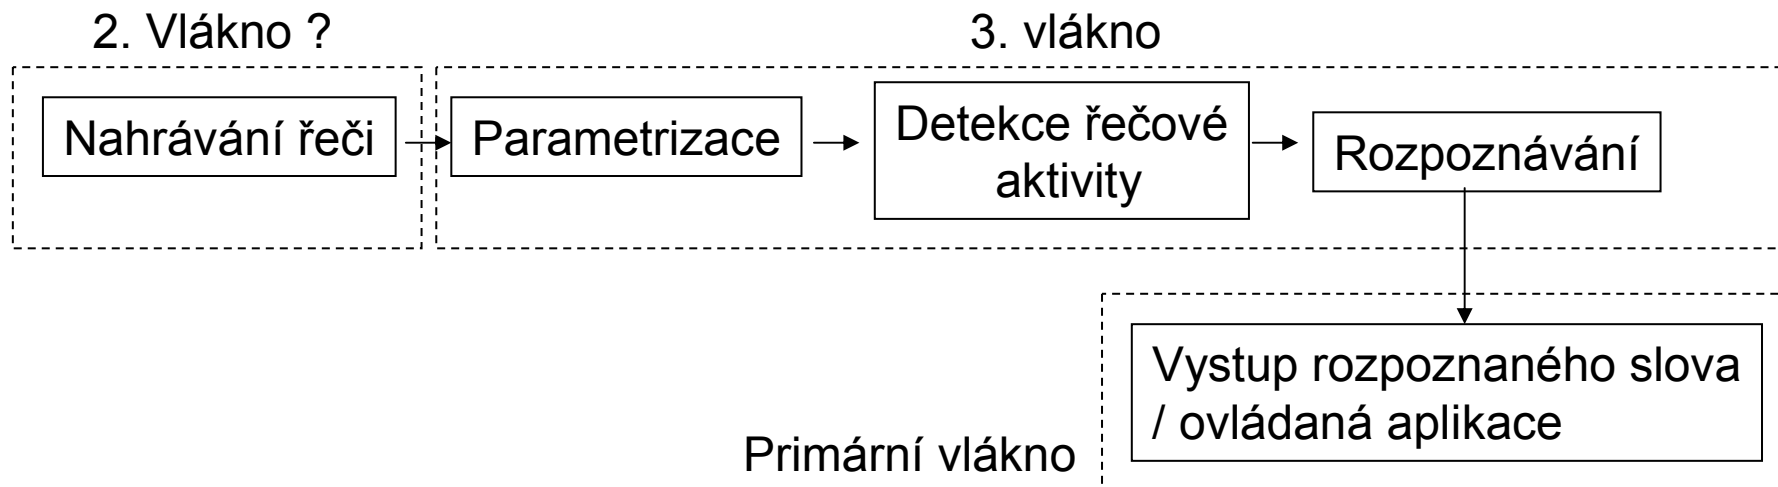 2. Vlákno ?
3. vlákno
Nahrávání řeči
Parametrizace
Detekce řečové
aktivity
Rozpoznávání
Vystup rozpoznaného slova
/ ovládaná aplikace
Primární vlákno